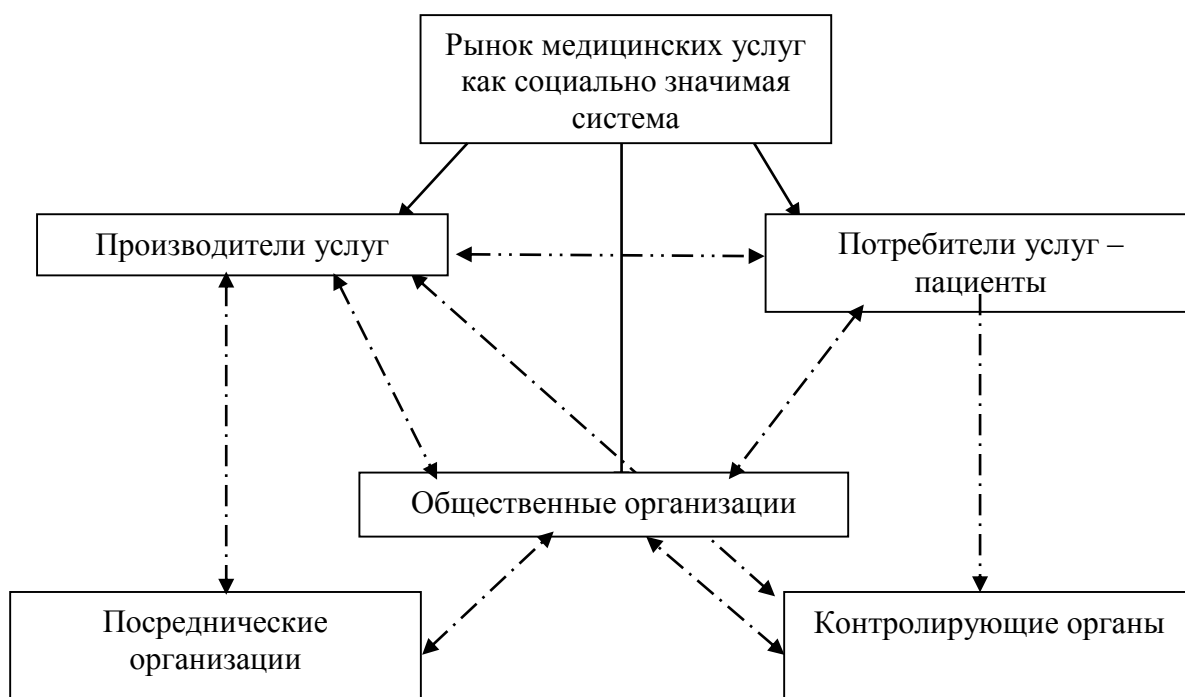 Рынок медицинских услуг
как социально значимая
система
Производители услуг
Потребители услуг –
пациенты
Общественные организации
Посреднические
организации
Контролирующие органы